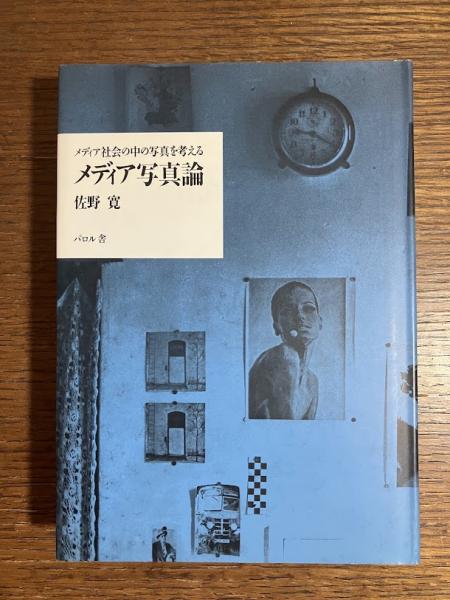 メディア社会の中の写真を考える
メディア写真論
佐野 寛
パロル舎